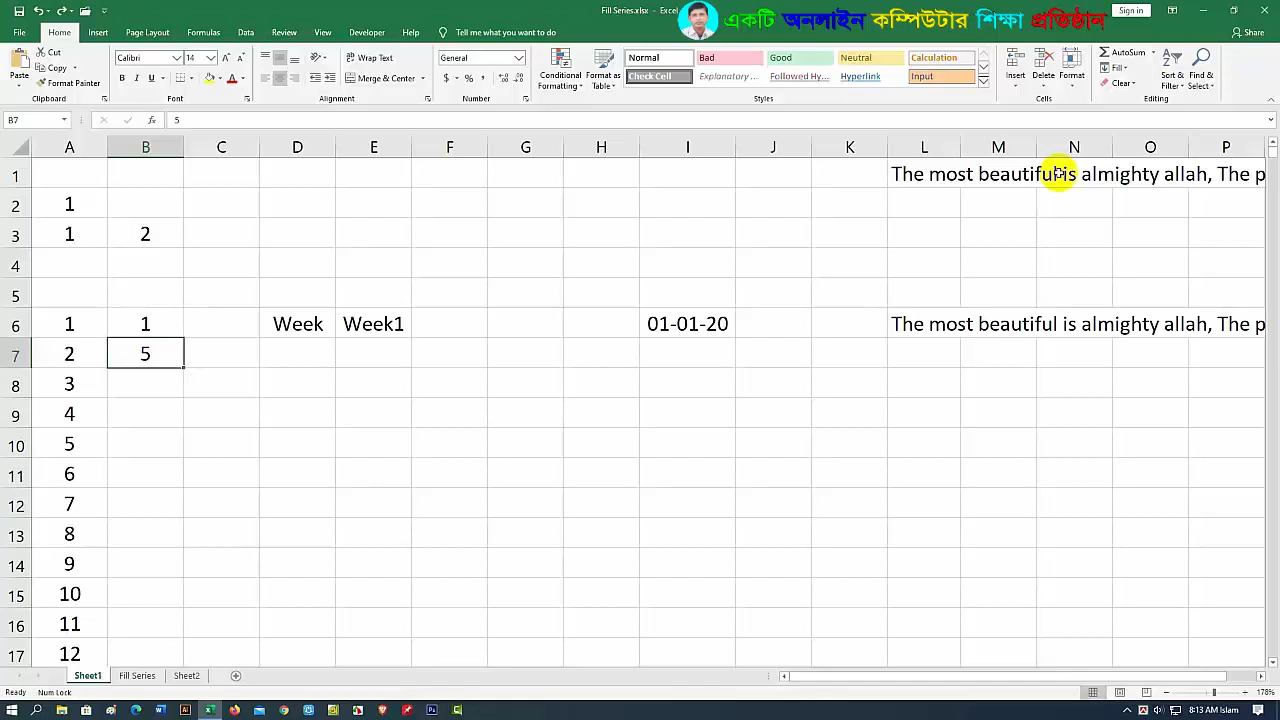 Fill Series.xlsx - Excel
একটি অনলাইন কম্পিউটার শিক্ষা প্রতিষ্ঠান
Sign in
File Home Insert Page Layout Formulas Data Review View Developer Help Tell me what you want to do Share
Paste Cut Copy Format Painter Clipboard
Calibri 14 B I U A Font
Wrap Text Merge & Center Alignment
General $ % , Number
Conditional Formatting Format as Table
Normal Bad Good Neutral Calculation
Check Cell Explanatory ... Followed Hy... Hyperlink Input
Styles
Insert Delete Format Cells
AutoSum Fill Clear Sort & Filter Find & Select Editing
B7 fx 5
A B C D E F G H I J K L M N O P
1 The most beautiful is almighty allah, The p
2 1
3 1 2
4
5
6 1 1 Week Week1 01-01-20 The most beautiful is almighty allah, The p
7 2 5
8 3
9 4
10 5
11 6
12 7
13 8
14 9
15 10
16 11
17 12
Sheet1 Fill Series Sheet2
Ready Num Lock 178%
8:13 AM Islam